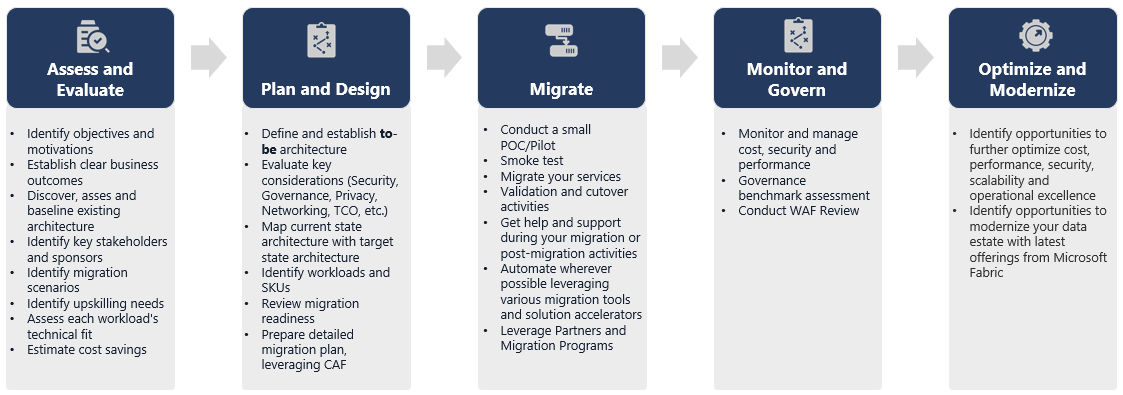 Assess and
Evaluate
• Identify objectives and
motivations
• Establish clear business
outcomes
• Discover, asses and
baseline existing
architecture
• Identify key stakeholders
and sponsors
• Identify migration
scenarios
• Identify upskilling needs
• Assess each workload's
technical fit
• Estimate cost savings
Plan and Design
• Define and establish to-
be architecture
• Evaluate key
considerations (Security,
Governance, Privacy,
Networking, TCO, etc.)
• Map current state
architecture with target
state architecture
• Identify workloads and
SKUs
• Review migration
readiness
• Prepare detailed
migration plan,
leveraging CAF
Migrate
• Conduct a small
POC/Pilot
• Smoke test
• Migrate your services
• Validation and cutover
activities
• Get help and support
during your migration or
post-migration activities
• Automate wherever
possible leveraging
various migration tools
and solution accelerators
• Leverage Partners and
Migration Programs
Monitor and
Govern
• Monitor and manage
cost, security and
performance
• Governance
benchmark assessment
• Conduct WAF Review
Optimize and
Modernize
• Identify opportunities to
further optimize cost,
performance, security,
scalability and
operational excellence
• Identify opportunities to
modernize your data
estate with latest
offerings from Microsoft
Fabric